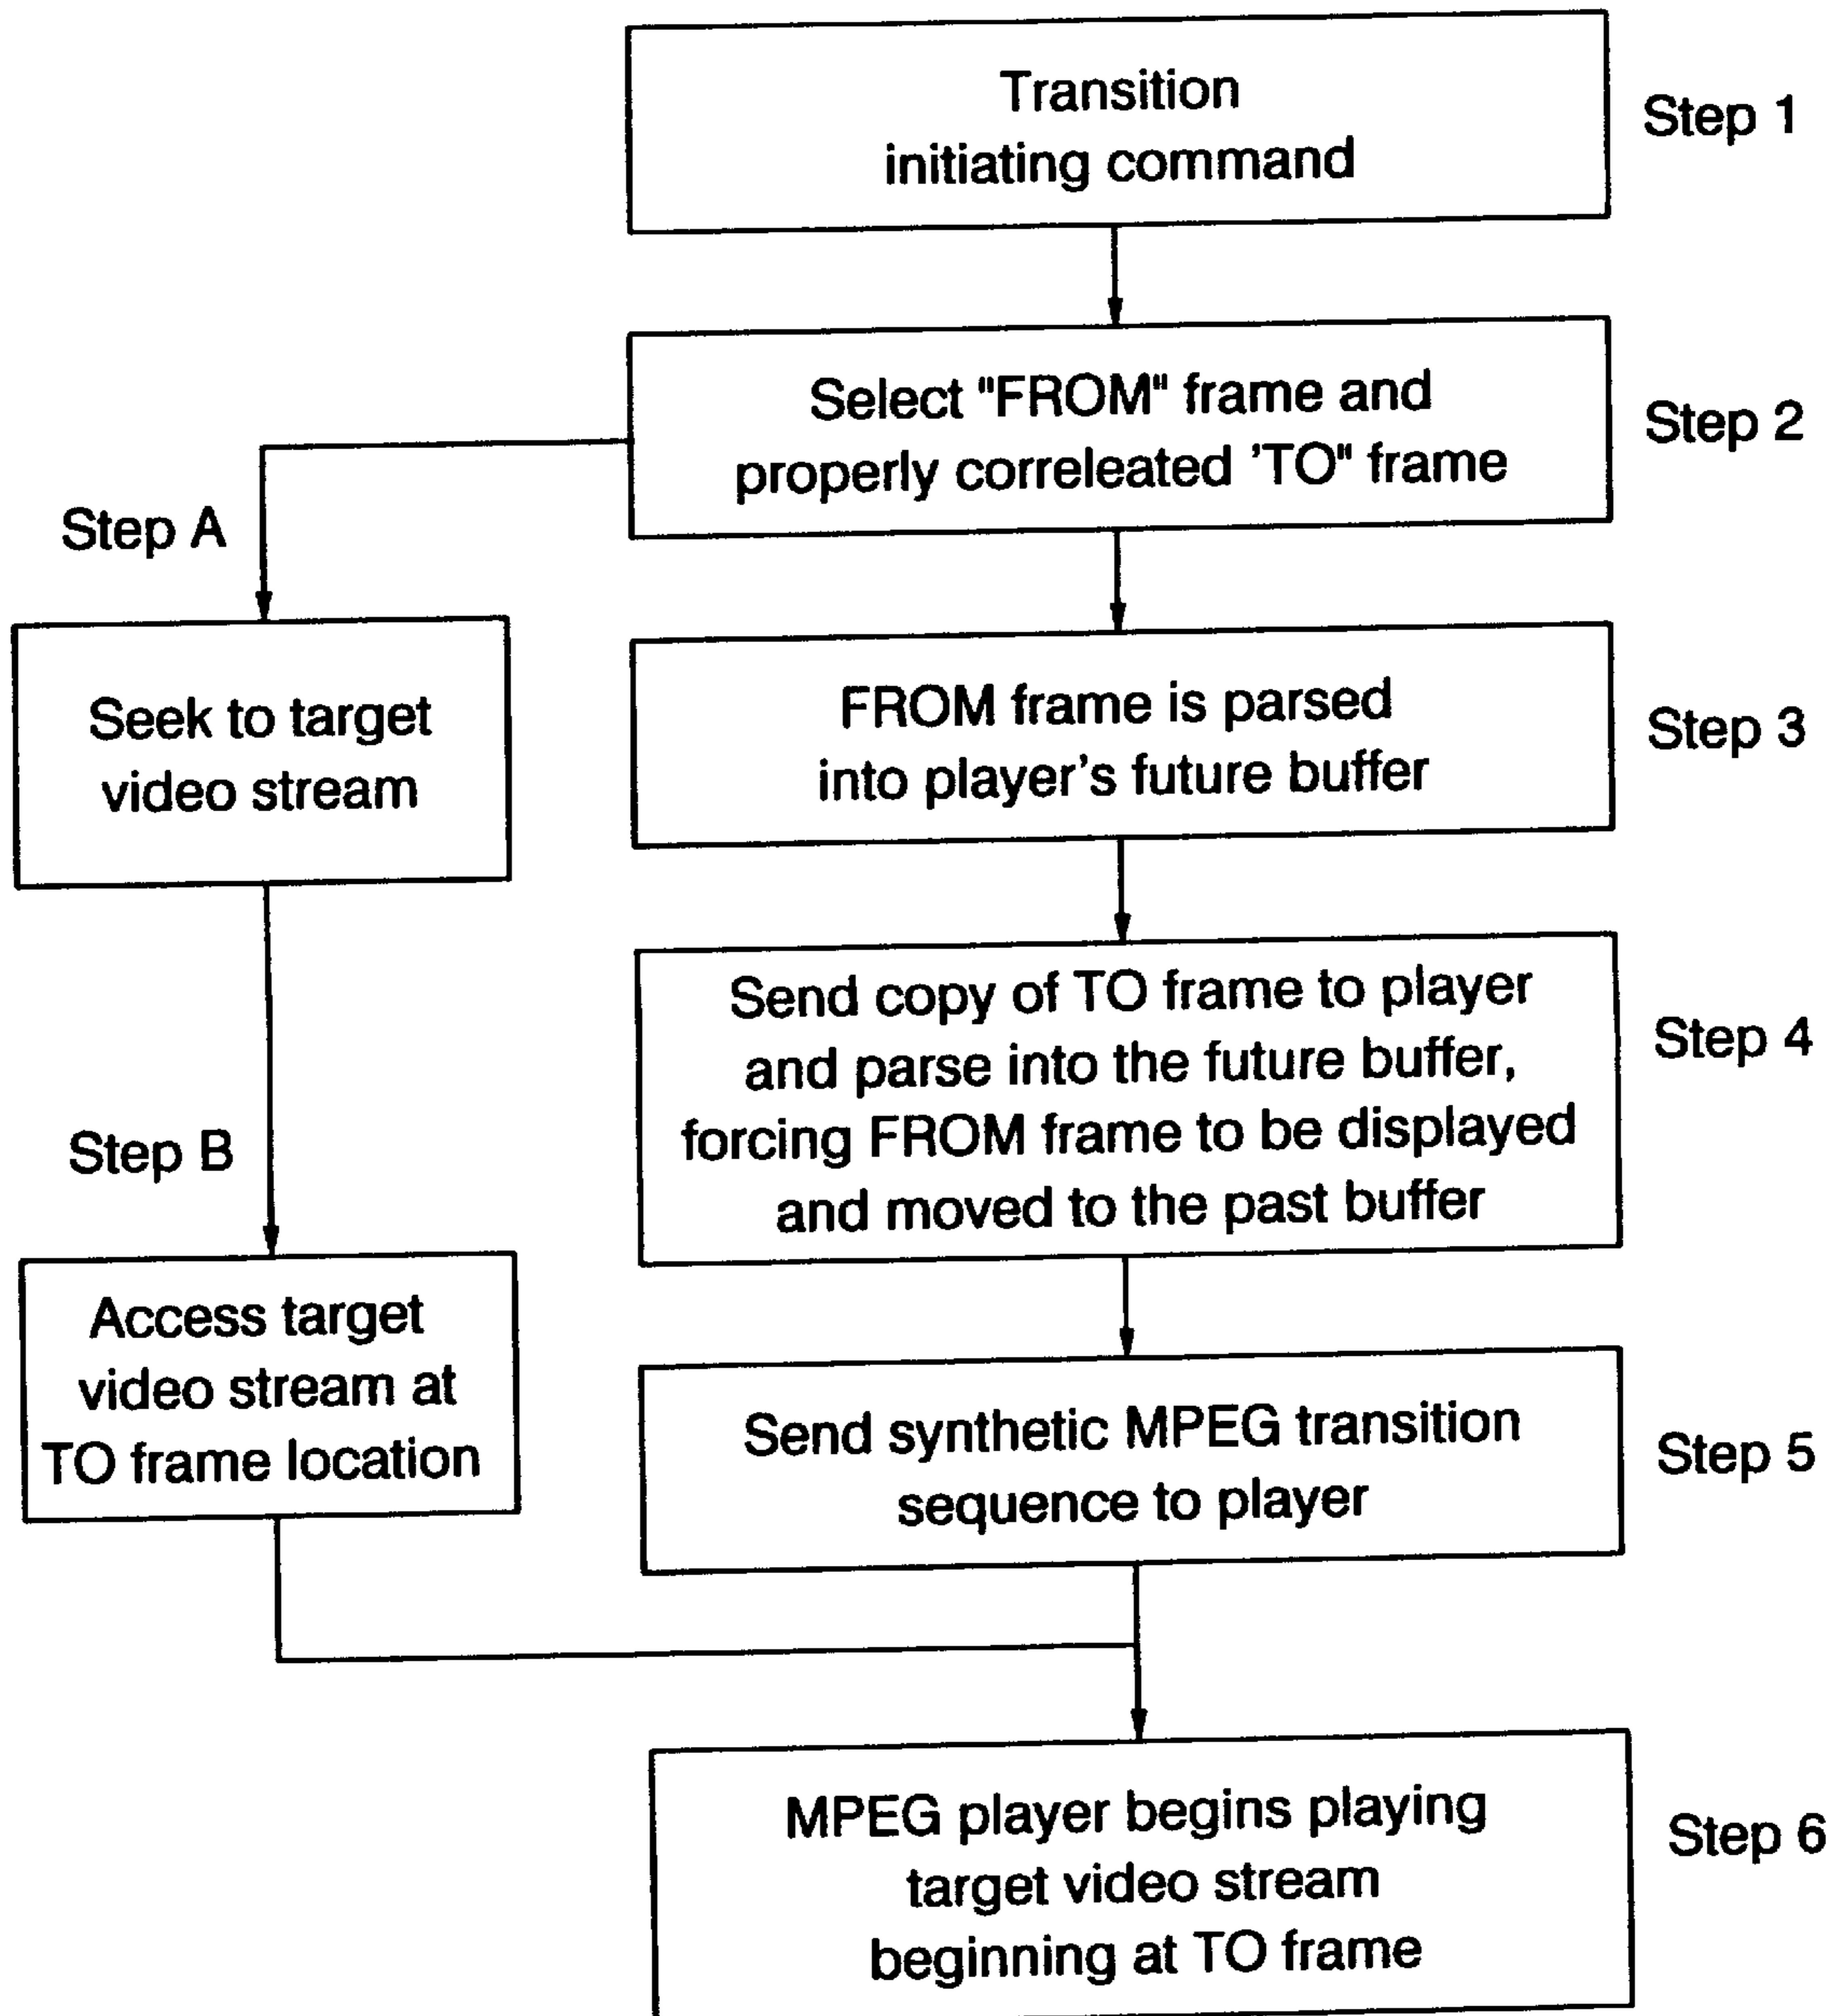 Transition
initiating command
Step 1
Select "FROM" frame and
properly correleated 'TO" frame
Step 2
Step A
Seek to target
video stream
FROM frame is parsed
into player's future buffer
Step 3
Send copy of TO frame to player
and parse into the future buffer,
forcing FROM frame to be displayed
and moved to the past buffer
Step 4
Step B
Access target
video stream at
TO frame location
Send synthetic MPEG transition
sequence to player
Step 5
MPEG player begins playing
target video stream
beginning at TO frame
Step 6